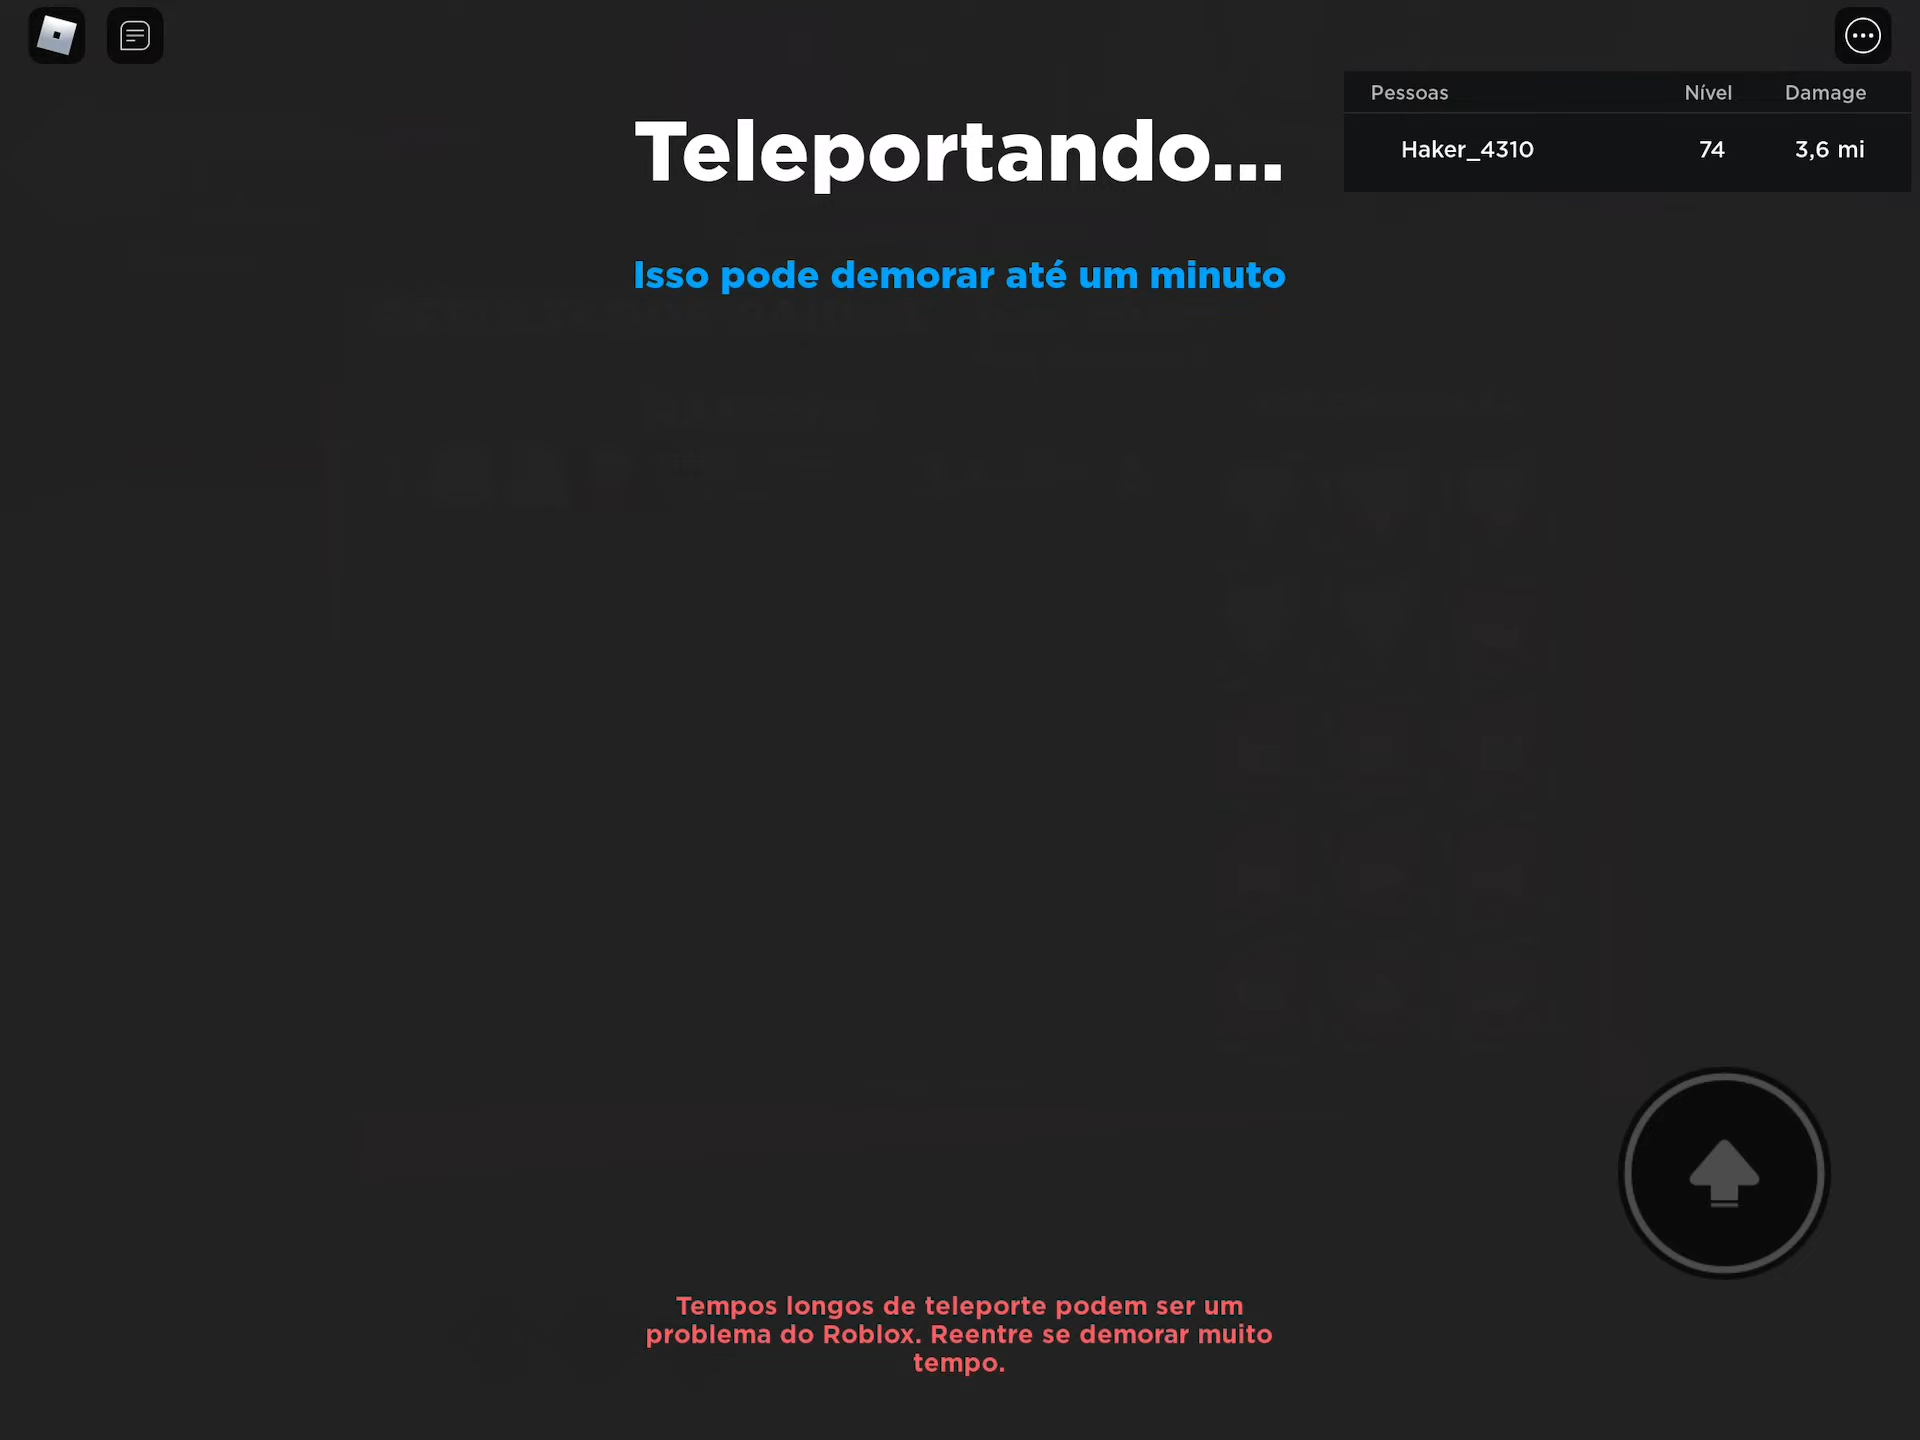 Pessoas Nível Damage
Haker_4310 74 3,6 mi
Teleportando...
Isso pode demorar até um minuto
Tempos longos de teleporte podem ser um
problema do Roblox. Reentre se demorar muito
tempo.